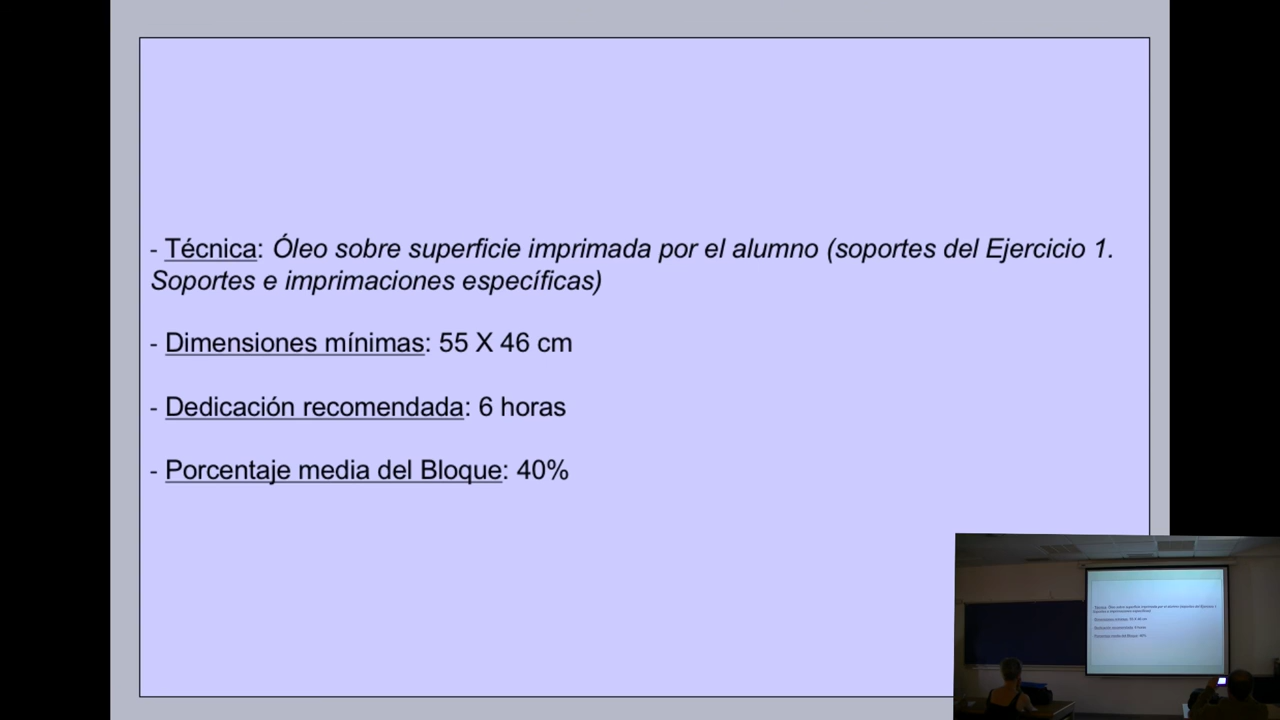 - Técnica: Óleo sobre superficie imprimada por el alumno (soportes del Ejercicio 1.
Soportes e imprimaciones específicas)
- Dimensiones mínimas: 55 X 46 cm
- Dedicación recomendada: 6 horas
- Porcentaje media del Bloque: 40%